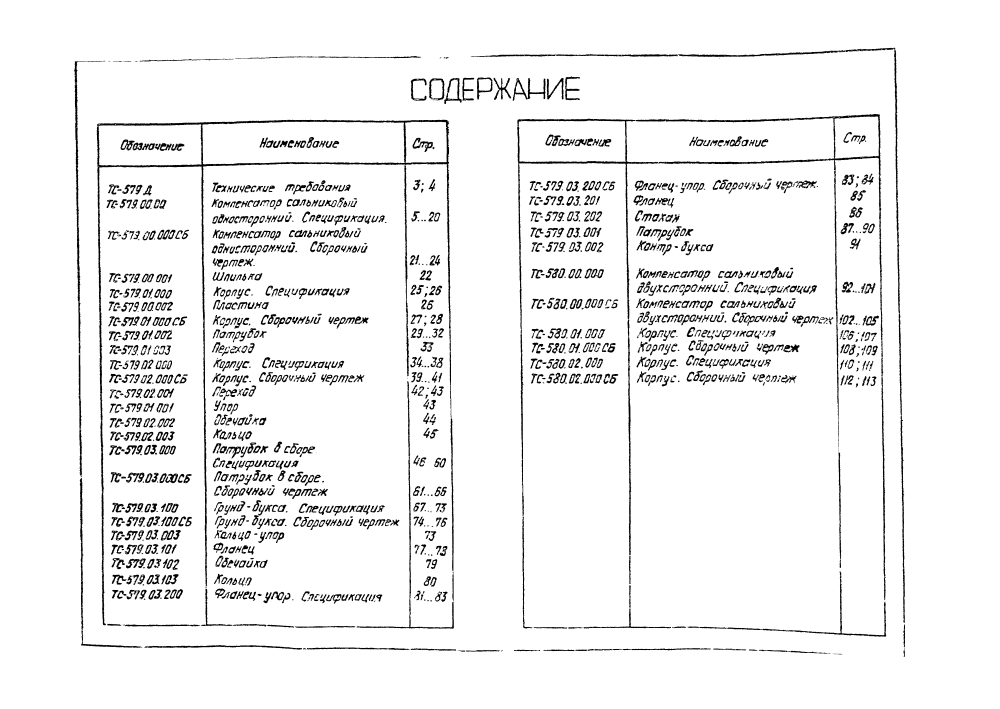 СОДЕРЖАНИЕ
Обозначение Наименование Стр.
ТС-579 Д Технические требования 3; 4
ТС-579.00.00 Компенсатор сальниковый
односторонний. Спецификация. 5...20
ТС-579.00.000СБ Компенсатор сальниковый
односторонний. Сборочный
чертеж. 21...24
ТС-579.00.001 Шпилька 22
ТС-579.01.000 Корпус. Спецификация 25; 26
ТС-579.00.002 Пластина 26
ТС-579.01.000СБ Корпус. Сборочный чертеж 27; 28
ТС-579.01.002 Патрубок 29...32
ТС-579.01.003 Переход 33
ТС-579.02.000 Корпус. Спецификация 34...38
ТС-579.02.000СБ Корпус. Сборочный чертеж 39...41
ТС-579.02.001 Переход 42; 43
ТС-579.01.001 Упор 43
ТС-579.02.002 Обечайка 44
ТС-579.02.003 Кольцо 45
ТС-579.03.000 Патрубок в сборе
Спецификация 46 60
ТС-579.03.000СБ Патрубок в сборе.
Сборочный чертеж 61...66
ТС-579.03.100 Грунд-букса. Спецификация 67...73
ТС-579.03.100СБ Грунд-букса. Сборочный чертеж 74...76
ТС-579.03.003 Кольцо-упор 73
ТС-579.03.101 Фланец 77...78
ТС-579.03.102 Обечайка 79
ТС-579.03.103 Кольцо 80
ТС-579.03.200 Фланец-упор. Спецификация 81...83
Обозначение Наименование Стр.
ТС-579.03.200СБ Фланец-упор. Сборочный чертеж. 83; 84
ТС-579.03.201 Фланец 85
ТС-579.03.202 Стакан 86
ТС-579.03.001 Патрубок 87...90
ТС-579.03.002 Контр-букса 91
ТС-580.00.000 Компенсатор сальниковый
двухсторонний. Спецификация 92...101
ТС-580.00.000СБ Компенсатор сальниковый
двухсторонний. Сборочный чертеж 102...105
ТС-580.01.000 Корпус. Спецификация 106; 107
ТС-580.01.000СБ Корпус. Сборочный чертеж 108; 109
ТС-580.02.000 Корпус. Спецификация 110; 111
ТС-580.02.000СБ Корпус. Сборочный чертеж 112; 113